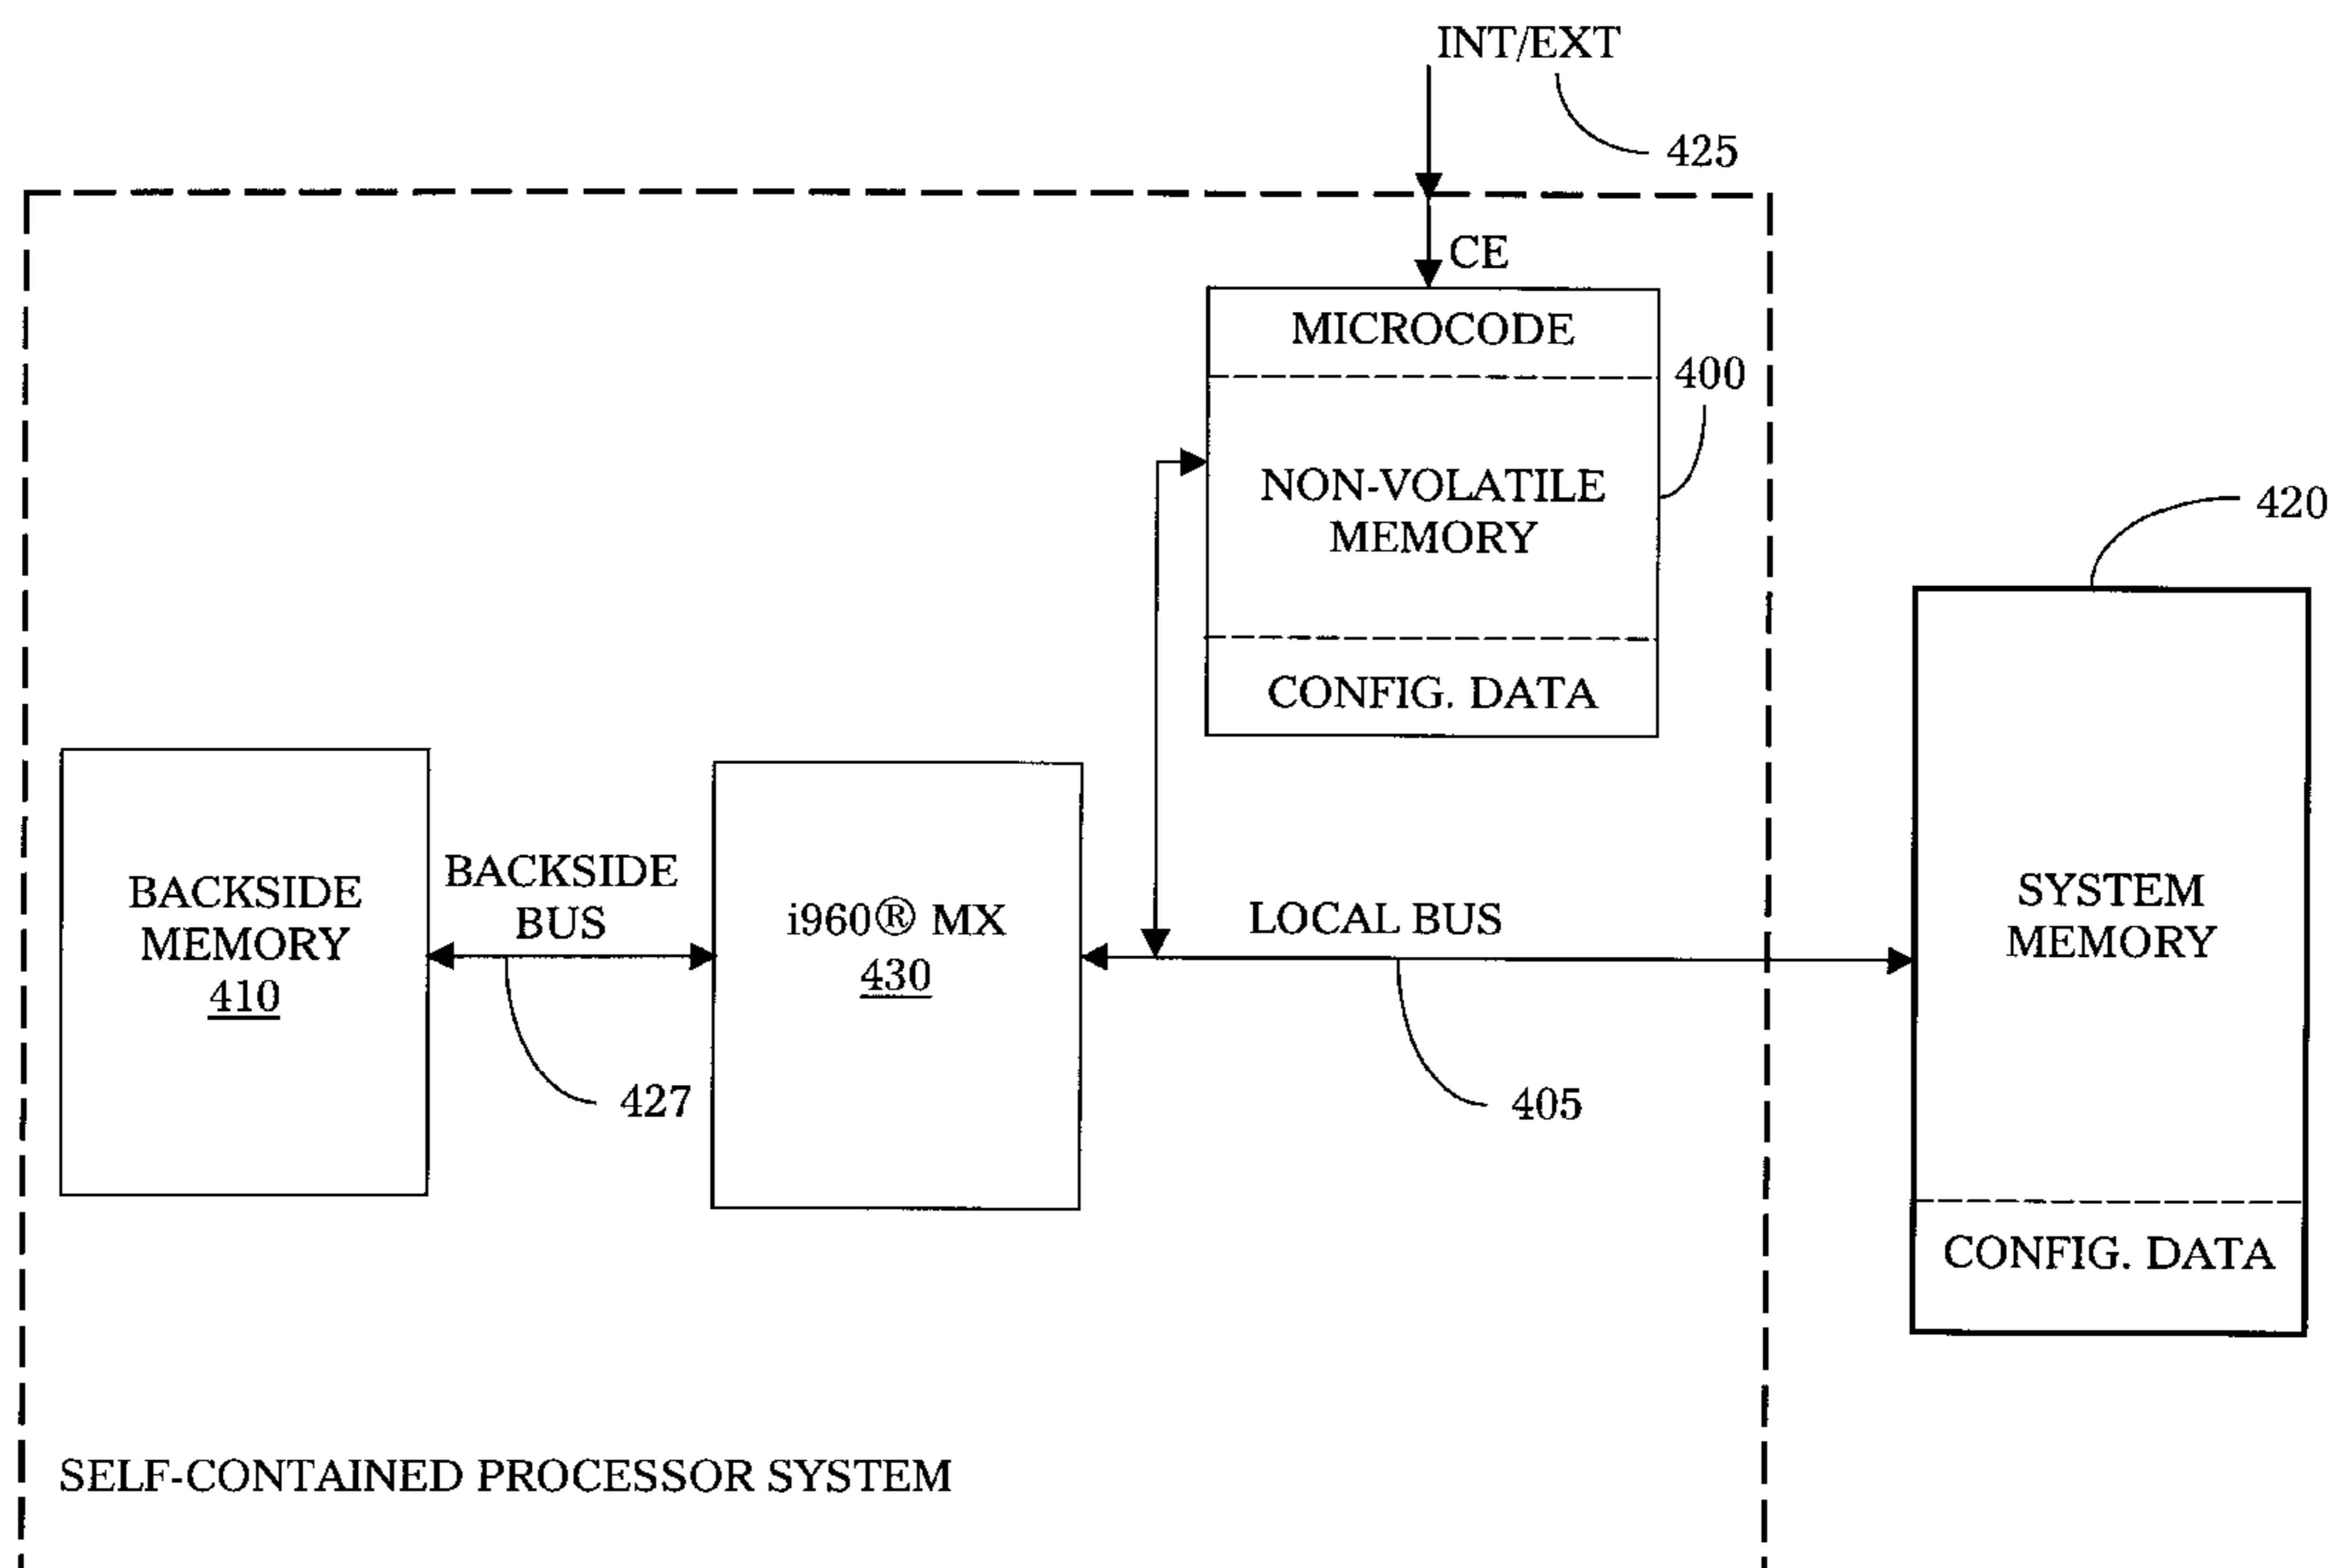 INT/EXT
425
CE
MICROCODE
400
NON-VOLATILE
MEMORY
420
CONFIG. DATA
BACKSIDE
MEMORY
410
BACKSIDE
BUS
i960® MX
430
LOCAL BUS
SYSTEM
MEMORY
427
405
CONFIG. DATA
SELF-CONTAINED PROCESSOR SYSTEM